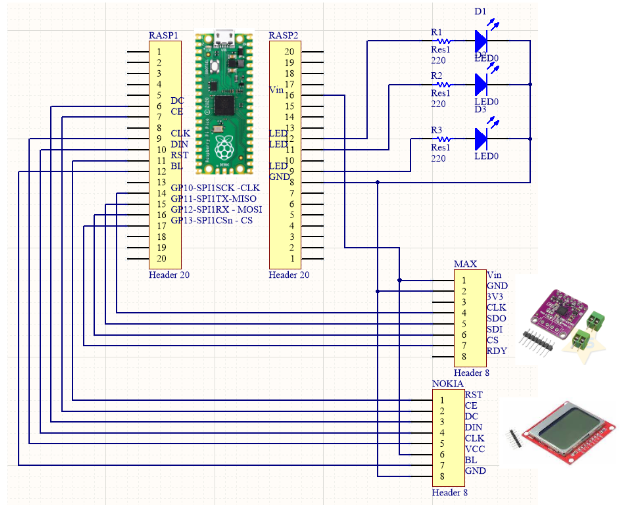 D1
RASP1
RASP2
R1
Res1
220
LED0
D2
R2
Res1
220
LED0
D3
R3
Res1
220
LED0
1
2
3
4
5
6
7
8
9
10
11
12
13
14
15
16
17
18
19
20
DC
CE
CLK
DIN
RST
BL
GP10-SPI1SCK -CLK
GP11-SPI1TX-MISO
GP12-SPI1RX - MOSI
GP13-SPI1CSn - CS
Header 20
20
19
18
17
16
15
14
13
12
11
10
9
8
7
6
5
4
3
2
1
Vin
LED
LED
LED
GND
Header 20
MAX
1
2
3
4
5
6
7
8
Vin
GND
3V3
CLK
SDO
SDI
CS
RDY
Header 8
NOKIA
1
2
3
4
5
6
7
8
RST
CE
DC
DIN
CLK
VCC
BL
GND
Header 8